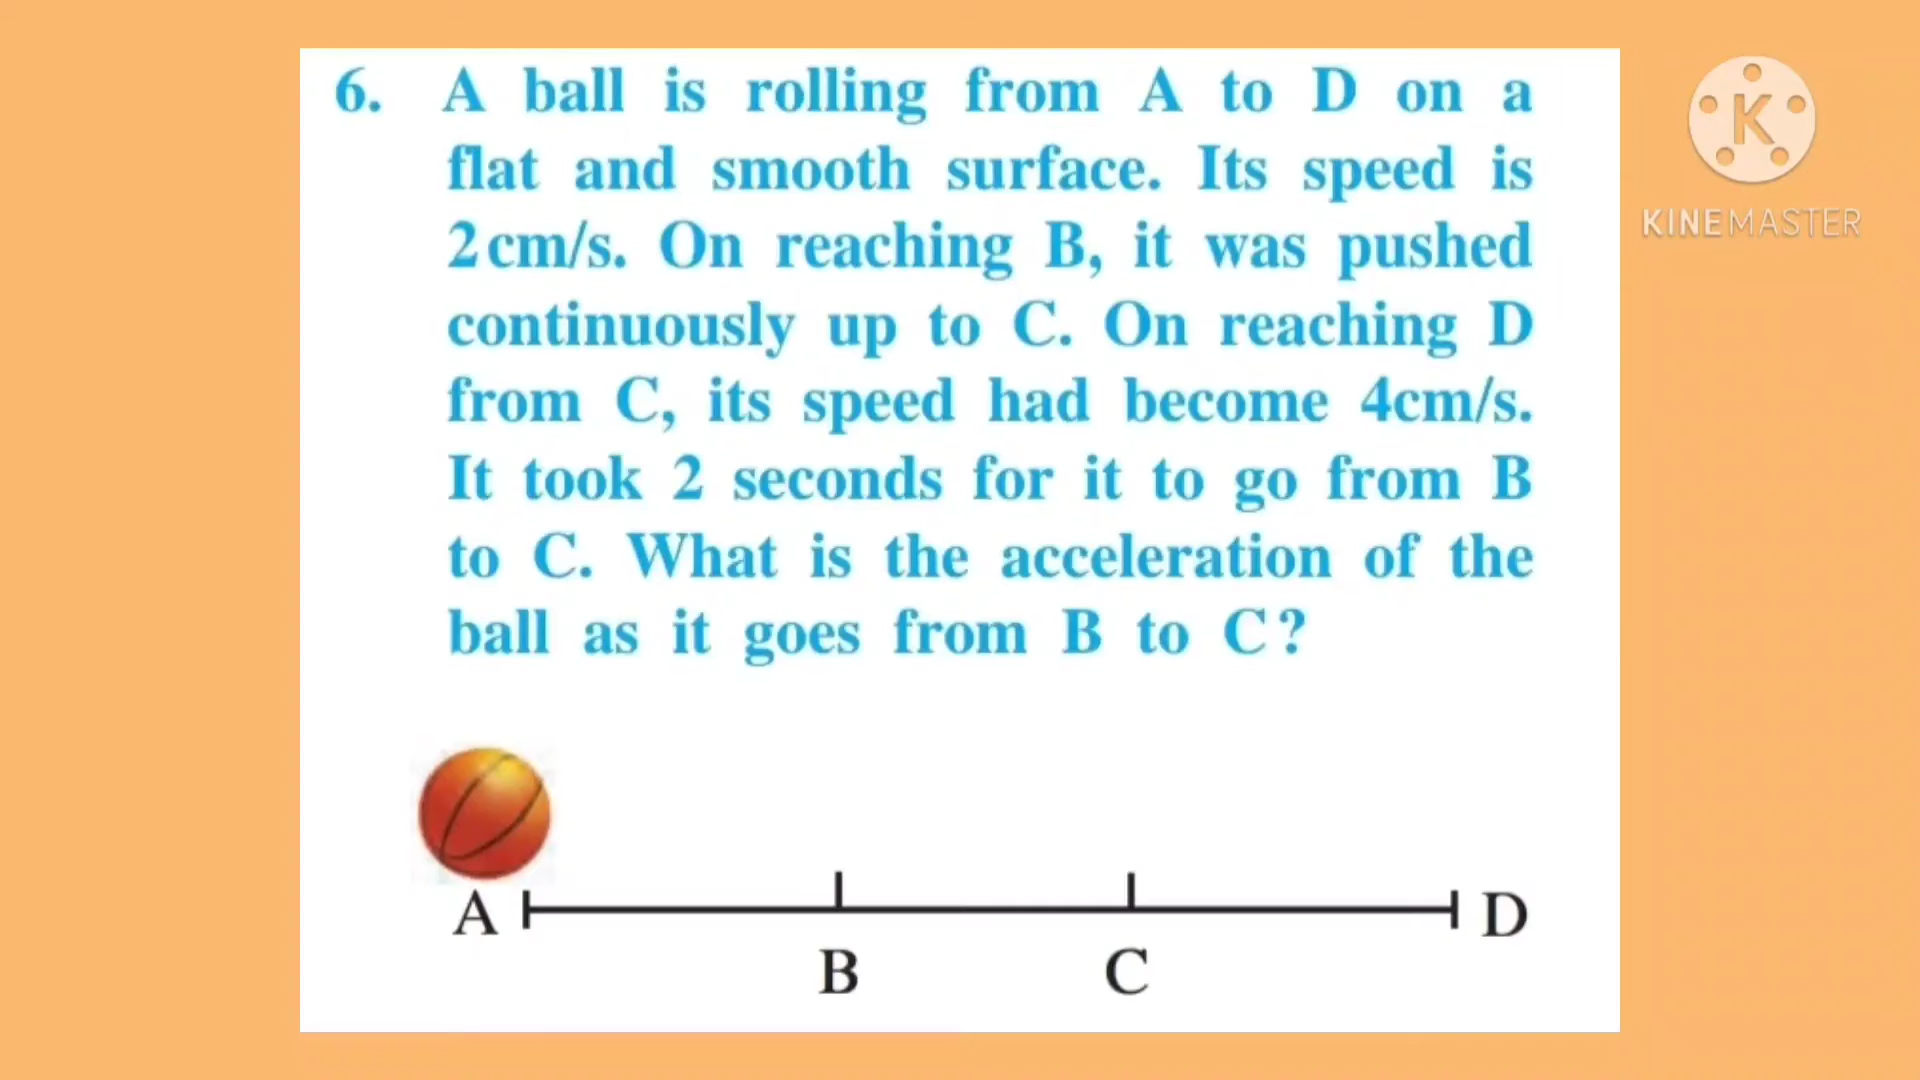 6. A ball is rolling from A to D on a
flat and smooth surface. Its speed is
2 cm/s. On reaching B, it was pushed
continuously up to C. On reaching D
from C, its speed had become 4cm/s.
It took 2 seconds for it to go from B
to C. What is the acceleration of the
ball as it goes from B to C?
A D
B C
K
KINEMASTER